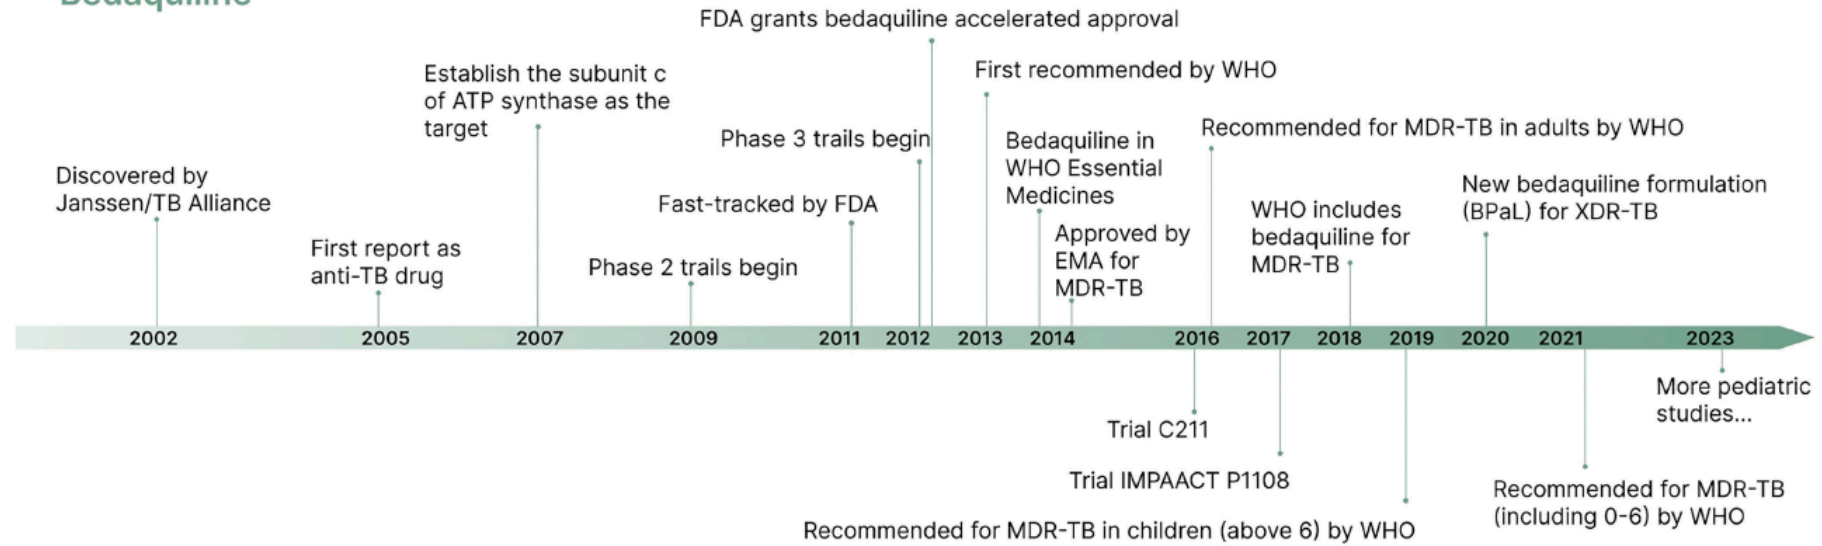 Bedaquiline
FDA grants bedaquiline accelerated approval
First recommended by WHO
Establish the subunit c
of ATP synthase as the
target
Phase 3 trails begin
Bedaquiline in
WHO Essential
Medicines
Recommended for MDR-TB in adults by WHO
Discovered by
Janssen/TB Alliance
Fast-tracked by FDA
New bedaquiline formulation
(BPaL) for XDR-TB
WHO includes
bedaquiline for
MDR-TB
Approved by
EMA for
MDR-TB
First report as
anti-TB drug
Phase 2 trails begin
2002 2005 2007 2009 2011 2012 2013 2014 2016 2017 2018 2019 2020 2021 2023
More pediatric
studies...
Trial C211
Trial IMPAACT P1108
Recommended for MDR-TB
(including 0-6) by WHO
Recommended for MDR-TB in children (above 6) by WHO